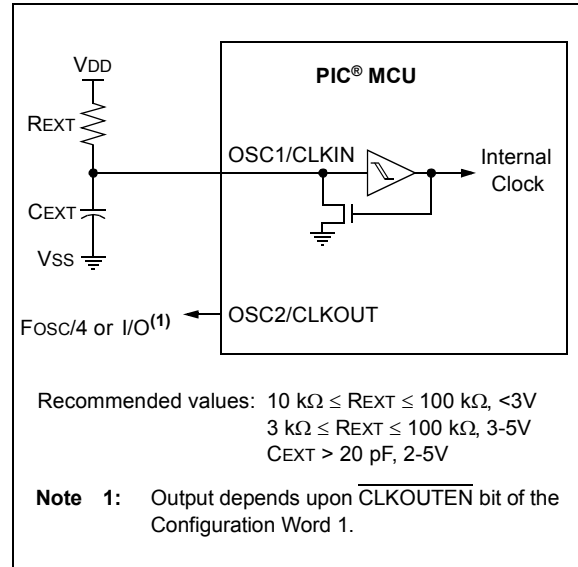 VDD
PIC® MCU
REXT
OSC1/CLKIN
Internal
Clock
CEXT
VSS
OSC2/CLKOUT
FOSC/4 or I/O(1)
Recommended values: 10 kΩ ≤ REXT ≤ 100 kΩ, <3V
3 kΩ ≤ REXT ≤ 100 kΩ, 3-5V
CEXT > 20 pF, 2-5V
Note 1: Output depends upon CLKOUTEN bit of the
Configuration Word 1.